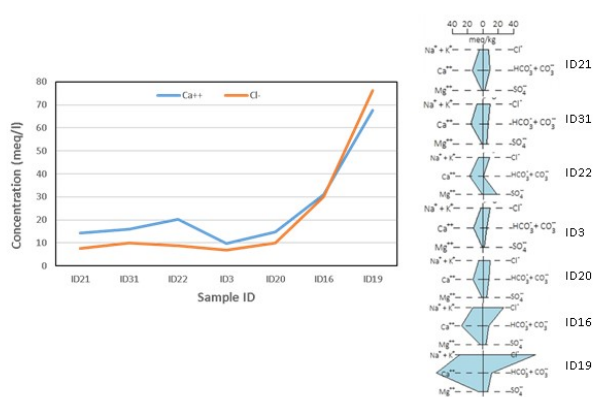 80
70
60
50
40
30
20
10
0
Concentration (meq/l)
Ca++
Cl-
ID21
ID31
ID22
ID3
ID20
ID16
ID19
Sample ID
40 20 0 20 40
meq/kg
Na⁺ + K⁺ Cl⁻
Ca⁺⁺ HCO₃⁻ + CO₃⁻ ID21
Mg⁺⁺ SO₄⁻⁻
Na⁺ + K⁺ Cl⁻
Ca⁺⁺ HCO₃⁻ + CO₃⁻ ID31
Mg⁺⁺ SO₄⁻⁻
Na⁺ + K⁺ Cl⁻
Ca⁺⁺ HCO₃⁻ + CO₃⁻ ID22
Mg⁺⁺ SO₄⁻⁻
Na⁺ + K⁺ Cl⁻
Ca⁺⁺ HCO₃⁻ + CO₃⁻ ID3
Mg⁺⁺ SO₄⁻⁻
Na⁺ + K⁺ Cl⁻
Ca⁺⁺ HCO₃⁻ + CO₃⁻ ID20
Mg⁺⁺ SO₄⁻⁻
Na⁺ + K⁺ Cl⁻
Ca⁺⁺ HCO₃⁻ + CO₃⁻ ID16
Mg⁺⁺ SO₄⁻⁻
Na⁺ + K⁺ Cl⁻
Ca⁺⁺ HCO₃⁻ + CO₃⁻ ID19
Mg⁺⁺ SO₄⁻⁻